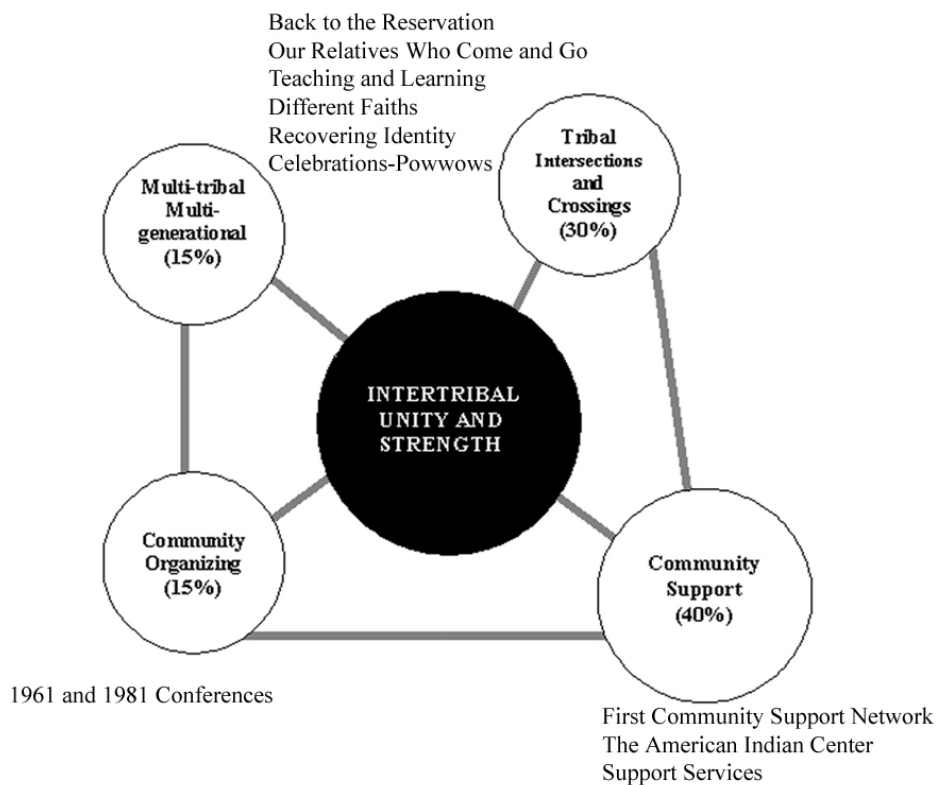 Back to the Reservation
Our Relatives Who Come and Go
Teaching and Learning
Different Faiths
Recovering Identity
Celebrations-Powwows
Tribal
Intersections
and
Crossings
(30%)
Multi-tribal
Multi-
generational
(15%)
INTERTRIBAL
UNITY AND
STRENGTH
Community
Organizing
(15%)
Community
Support
(40%)
1961 and 1981 Conferences
First Community Support Network
The American Indian Center
Support Services